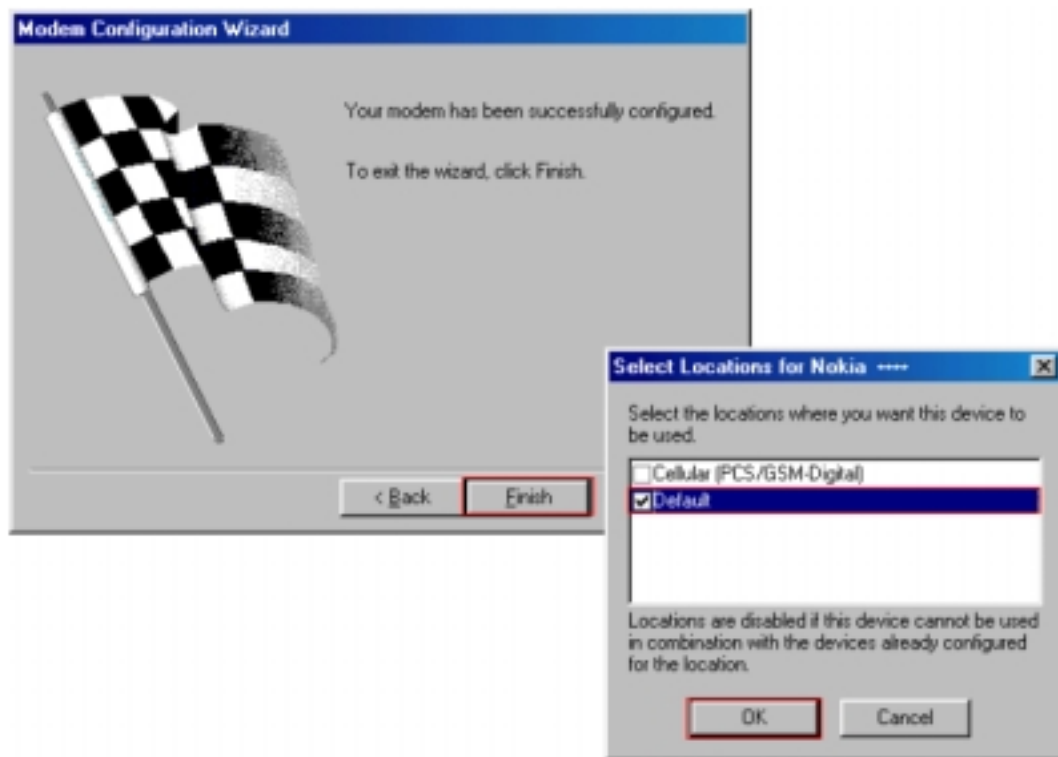 Modem Configuration Wizard
Your modem has been successfully configured.
To exit the wizard, click Finish.
< Back
Finish
Select Locations for Nokia ****
Select the locations where you want this device to
be used.
Cellular (PCS/GSM-Digital)
Default
Locations are disabled if this device cannot be used
in combination with the devices already configured
for the location.
OK
Cancel